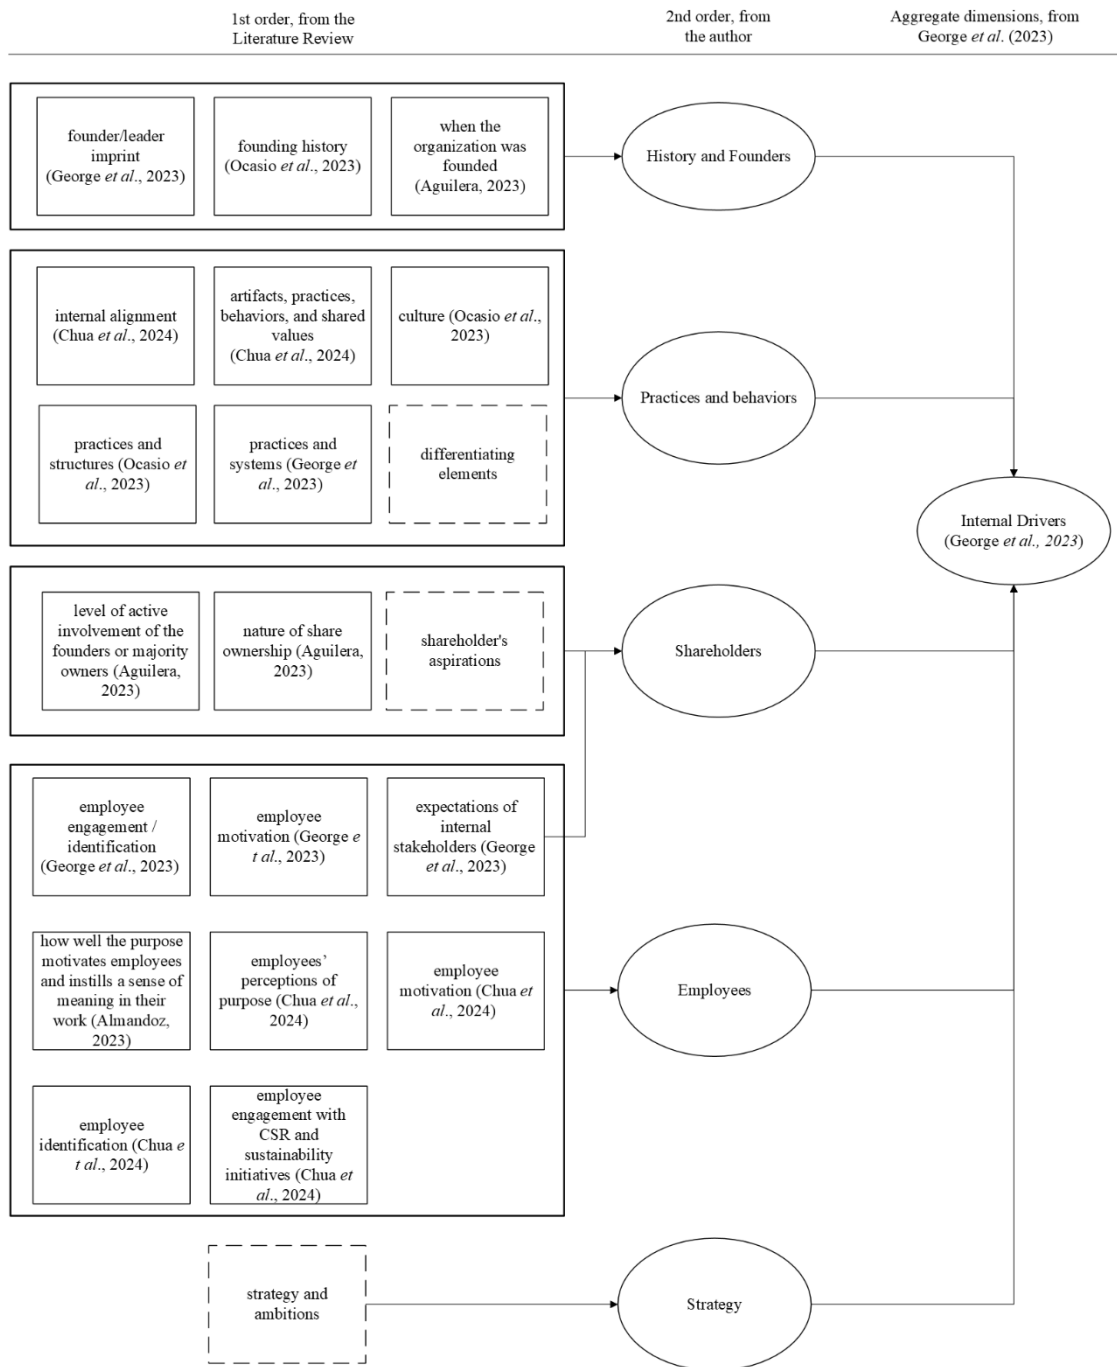 1st order, from the
Literature Review
2nd order, from
the author
Aggregate dimensions, from
George et al. (2023)
founder/leader
imprint
(George et al., 2023)
founding history
(Ocasio et al., 2023)
when the
organization was
founded
(Aguilera, 2023)
History and Founders
internal alignment
(Chua et al., 2024)
artifacts, practices,
behaviors, and shared
values
(Chua et al., 2024)
culture (Ocasio et al.,
2023)
practices and
structures (Ocasio et
al., 2023)
practices and
systems (George et
al., 2023)
differentiating
elements
Practices and behaviors
Internal Drivers
(George et al., 2023)
level of active
involvement of the
founders or majority
owners (Aguilera,
2023)
nature of share
ownership (Aguilera,
2023)
shareholder's
aspirations
Shareholders
employee
engagement /
identification
(George et al., 2023)
employee
motivation (George e
t al., 2023)
expectations of
internal
stakeholders (George
et al., 2023)
how well the purpose
motivates employees
and instills a sense of
meaning in their
work (Almandoz,
2023)
employees’
perceptions of
purpose (Chua et al.,
2024)
employee
motivation (Chua et
al., 2024)
Employees
employee
identification (Chua e
t al., 2024)
employee
engagement with
CSR and
sustainability
initiatives (Chua et
al., 2024)
strategy and
ambitions
Strategy